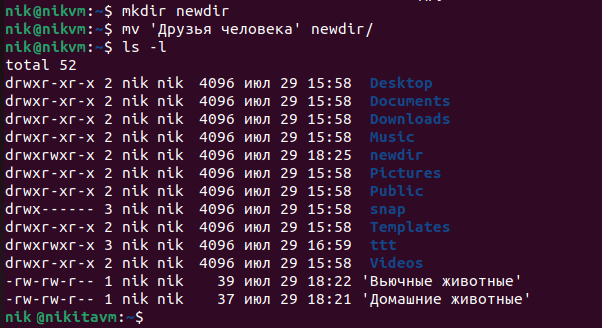 nik@nikvm:~$ mkdir newdir
nik@nikvm:~$ mv 'Друзья человека' newdir/
nik@nikvm:~$ ls -l
total 52
drwxr-xr-x 2 nik nik 4096 июл 29 15:58 Desktop
drwxr-xr-x 2 nik nik 4096 июл 29 15:58 Documents
drwxr-xr-x 2 nik nik 4096 июл 29 15:58 Downloads
drwxr-xr-x 2 nik nik 4096 июл 29 15:58 Music
drwxrwxr-x 2 nik nik 4096 июл 29 18:25 newdir
drwxr-xr-x 2 nik nik 4096 июл 29 15:58 Pictures
drwxr-xr-x 2 nik nik 4096 июл 29 15:58 Public
drwx------ 3 nik nik 4096 июл 29 15:58 snap
drwxr-xr-x 2 nik nik 4096 июл 29 15:58 Templates
drwxrwxr-x 3 nik nik 4096 июл 29 16:59 ttt
drwxr-xr-x 2 nik nik 4096 июл 29 15:58 Videos
-rw-rw-r-- 1 nik nik 39 июл 29 18:22 'Вьючные животные'
-rw-rw-r-- 1 nik nik 37 июл 29 18:21 'Домашние животные'
nik@nikitavm:~$